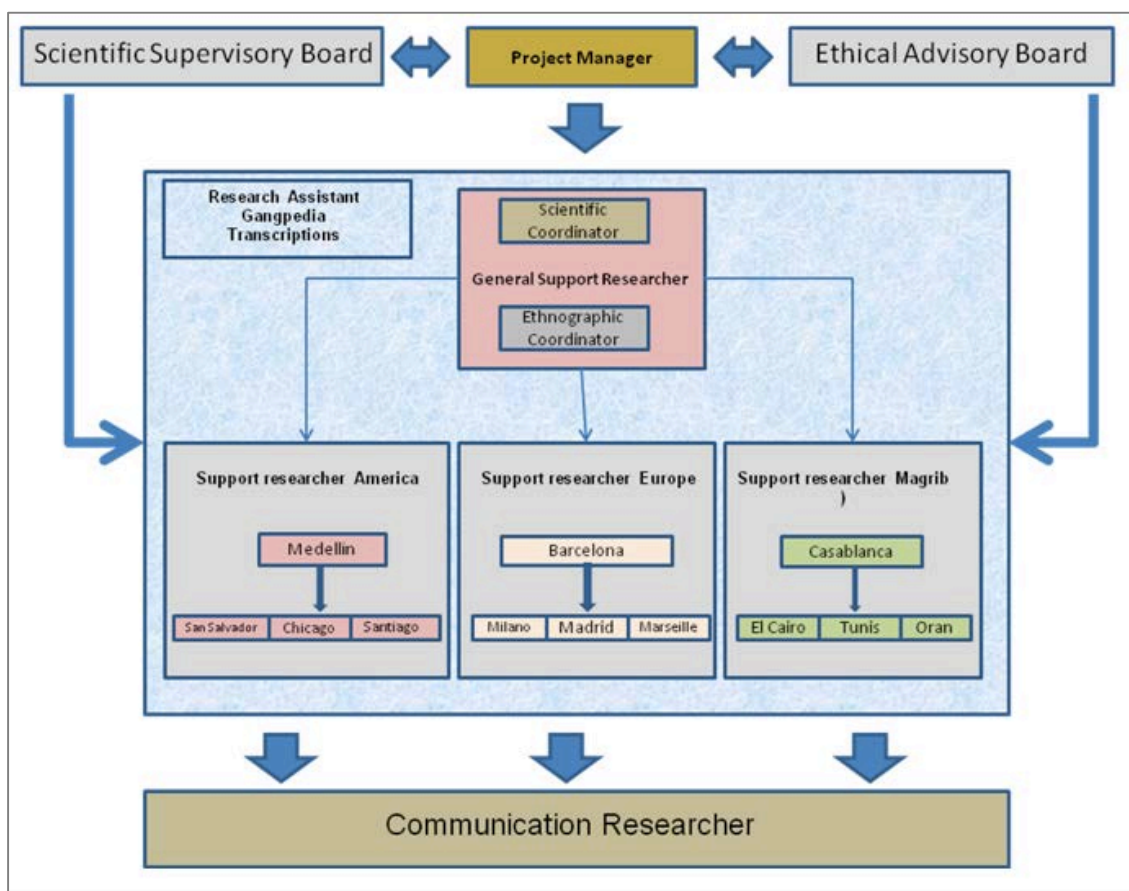 Scientific Supervisory Board
Project Manager
Ethical Advisory Board
Research Assistant
Gangpedia
Transcriptions
Scientific
Coordinator
General Support Researcher
Ethnographic
Coordinator
Support researcher America
Medellín
San Salvador
Chicago
Santiago
Support researcher Europe
Barcelona
Milano
Madrid
Marseille
Support researcher Magrib
)
Casablanca
El Cairo
Tunis
Oran
Communication Researcher